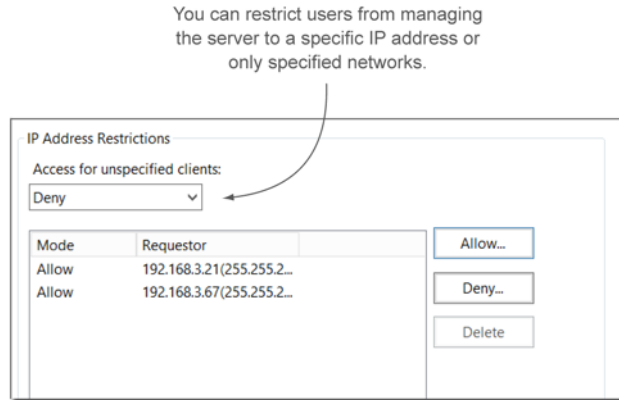 You can restrict users from managing
the server to a specific IP address or
only specified networks.
IP Address Restrictions
Access for unspecified clients:
Deny
Mode Requestor
Allow 192.168.3.21(255.255.2...
Allow 192.168.3.67(255.255.2...
Allow...
Deny...
Delete